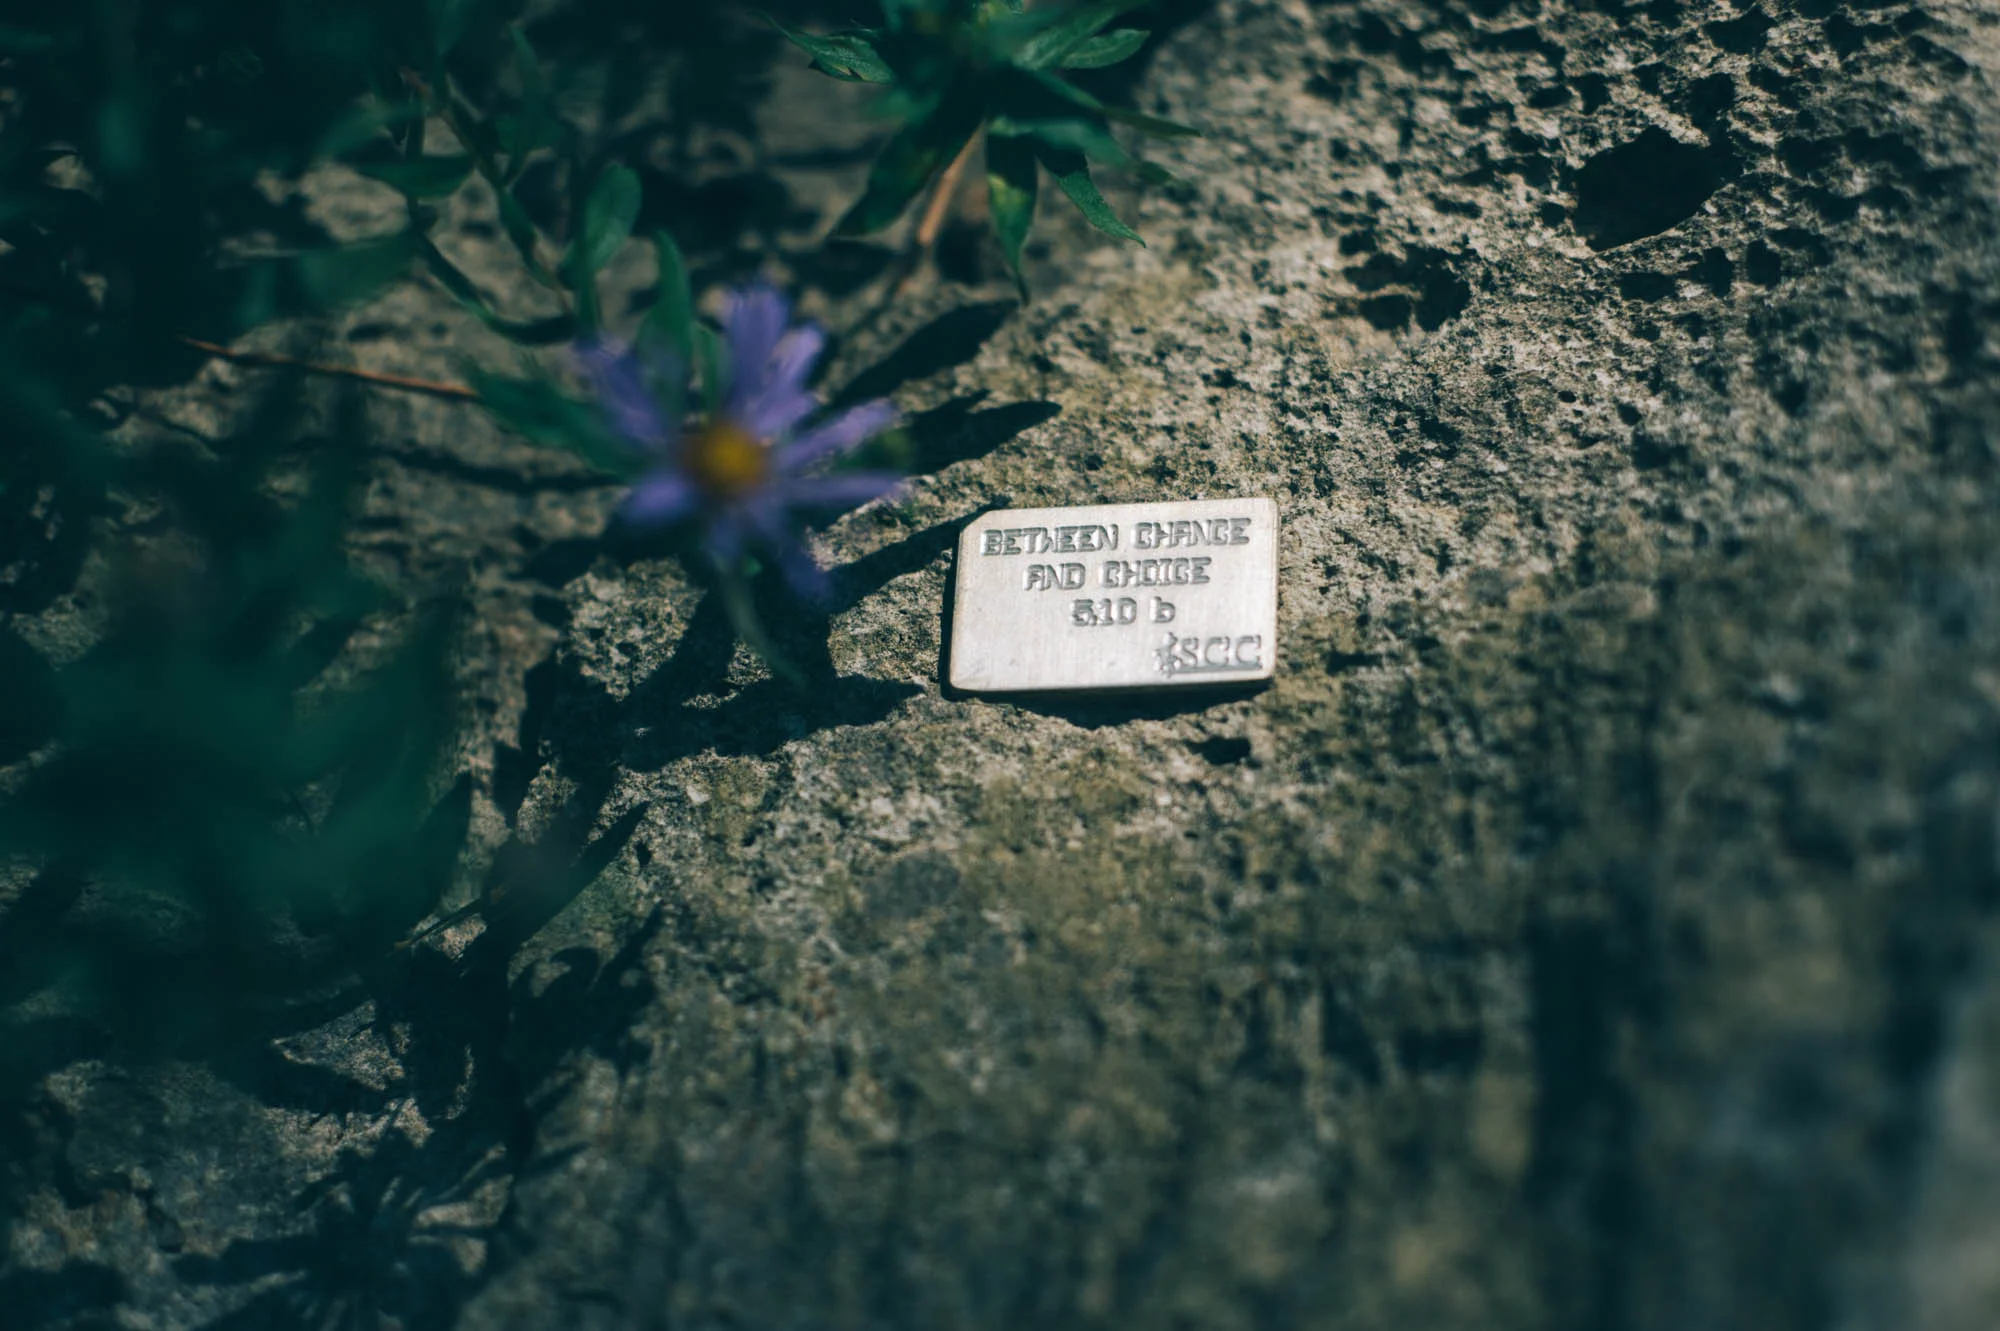 BETWEEN CHANCE
AND CHOICE
5.10 b
SCC